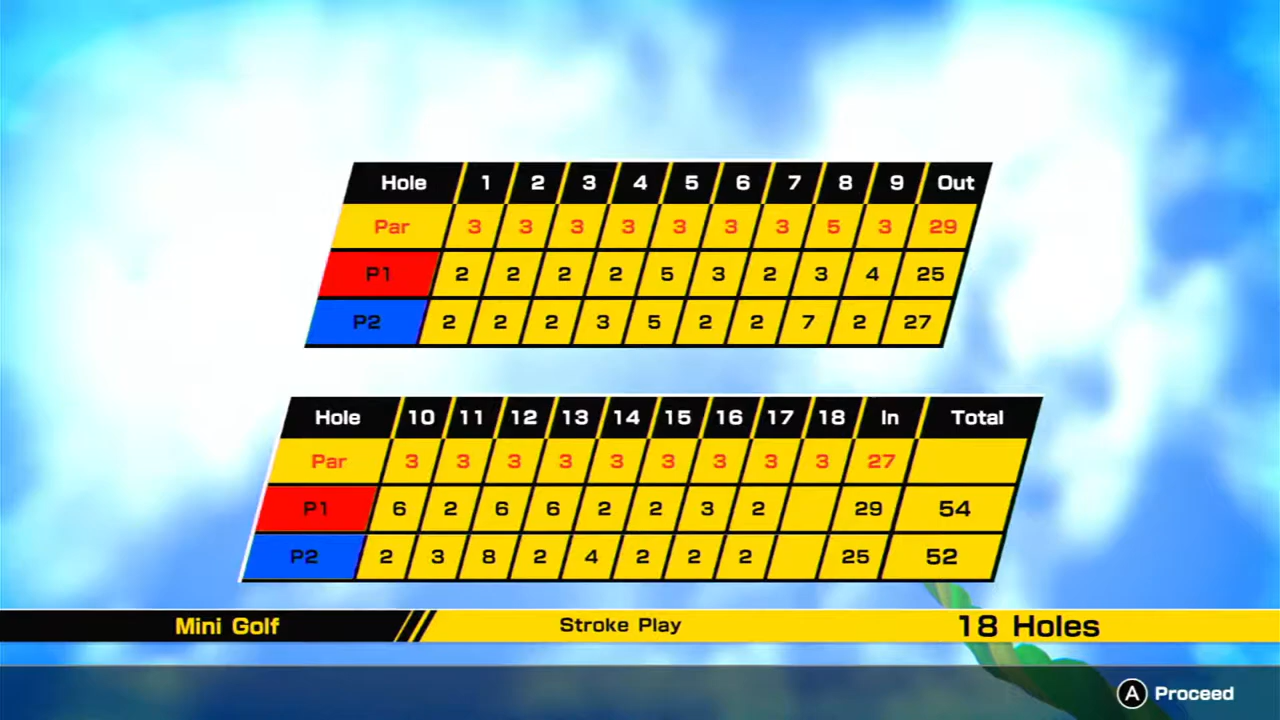 Hole 1 2 3 4 5 6 7 8 9 Out
Par 3 3 3 3 3 3 3 5 3 29
P1 2 2 2 2 5 3 2 3 4 25
P2 2 2 2 3 5 2 2 7 2 27
Hole 10 11 12 13 14 15 16 17 18 In Total
Par 3 3 3 3 3 3 3 3 3 27
P1 6 2 6 6 2 2 3 2 29 54
P2 2 3 8 2 4 2 2 2 25 52
Mini Golf Stroke Play 18 Holes
A Proceed